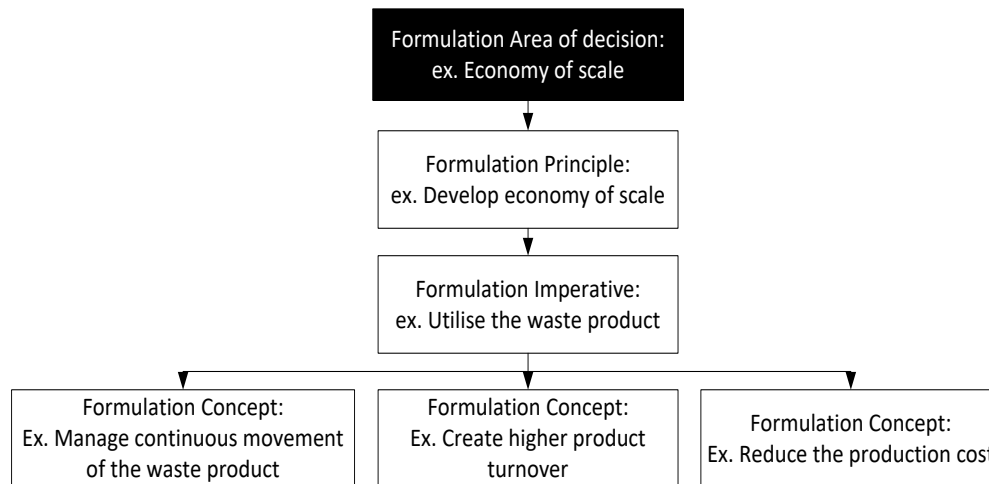 Formulation Area of decision:
ex. Economy of scale
Formulation Principle:
ex. Develop economy of scale
Formulation Imperative:
ex. Utilise the waste product
Formulation Concept:
Ex. Manage continuous movement
of the waste product
Formulation Concept:
Ex. Create higher product
turnover
Formulation Concept:
Ex. Reduce the production cost